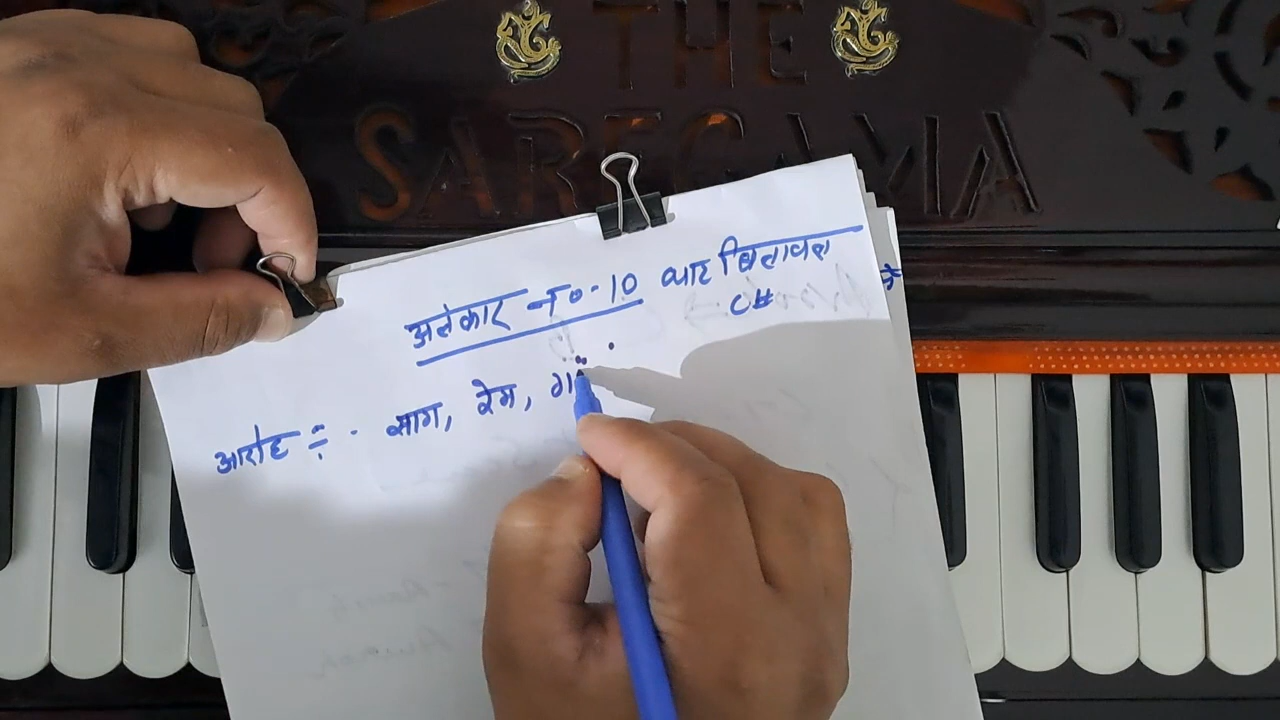 THE
SAREGAMA
अलंकार न०-10 थाट बिलावल
C#
आरोह ÷- साग, रेम, ग